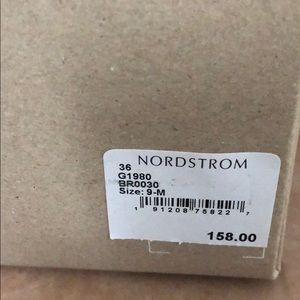 36
NORDSTROM
G1980
BR0030
Size: 9-M
1 91208 75822 7
158.00